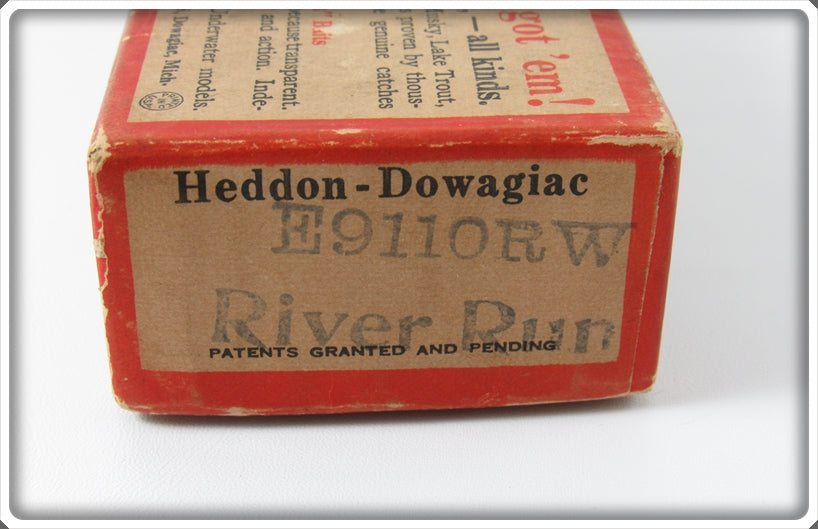 got 'em!
— all kinds.
Lake Trout,
s proven by thous-
e genuine catches
Baits
because transparent.
and action. Inde-
Underwater models.
Dowagiac, Mich.
Heddon-Dowagiac
E9110RW
River Run
PATENTS GRANTED AND PENDING